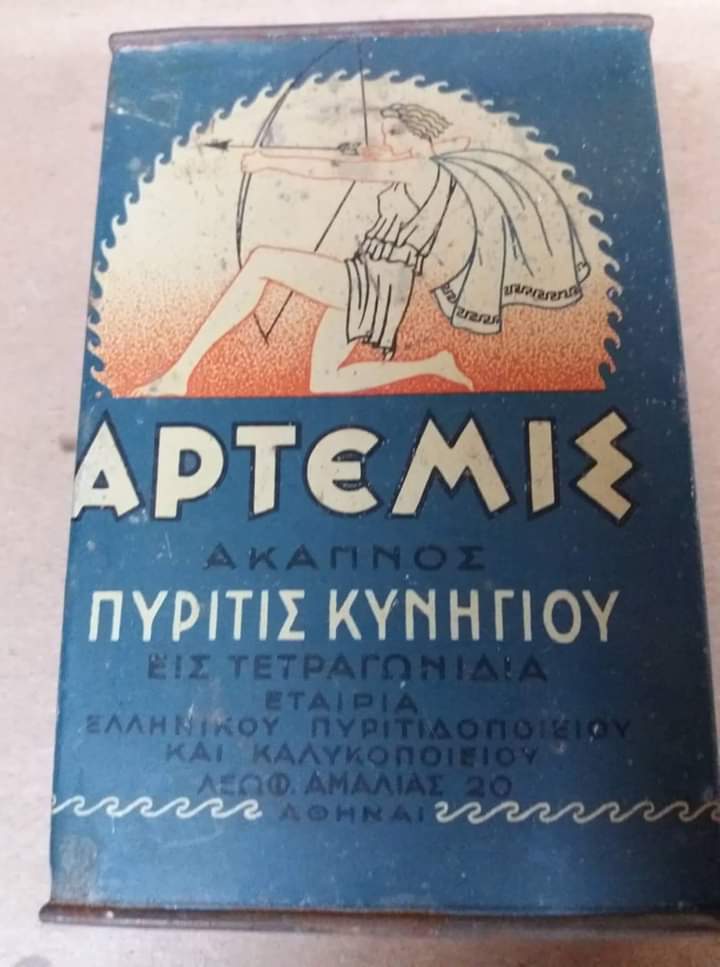 ΑΡΤΕΜΙΣ
ΑΚΑΠΝΟΣ
ΠΥΡΙΤΙΣ ΚΥΝΗΓΙΟΥ
ΕΙΣ ΤΕΤΡΑΓΩΝΙΔΙΑ
ΕΤΑΙΡΙΑ
ΕΛΛΗΝΙΚΟΥ ΠΥΡΙΤΙΔΟΠΟΙΕΙΟΥ
ΚΑΙ ΚΑΛΥΚΟΠΟΙΕΙΟΥ
ΛΕΩΦ. ΑΜΑΛΙΑΣ 20
ΑΘΗΝΑΙ